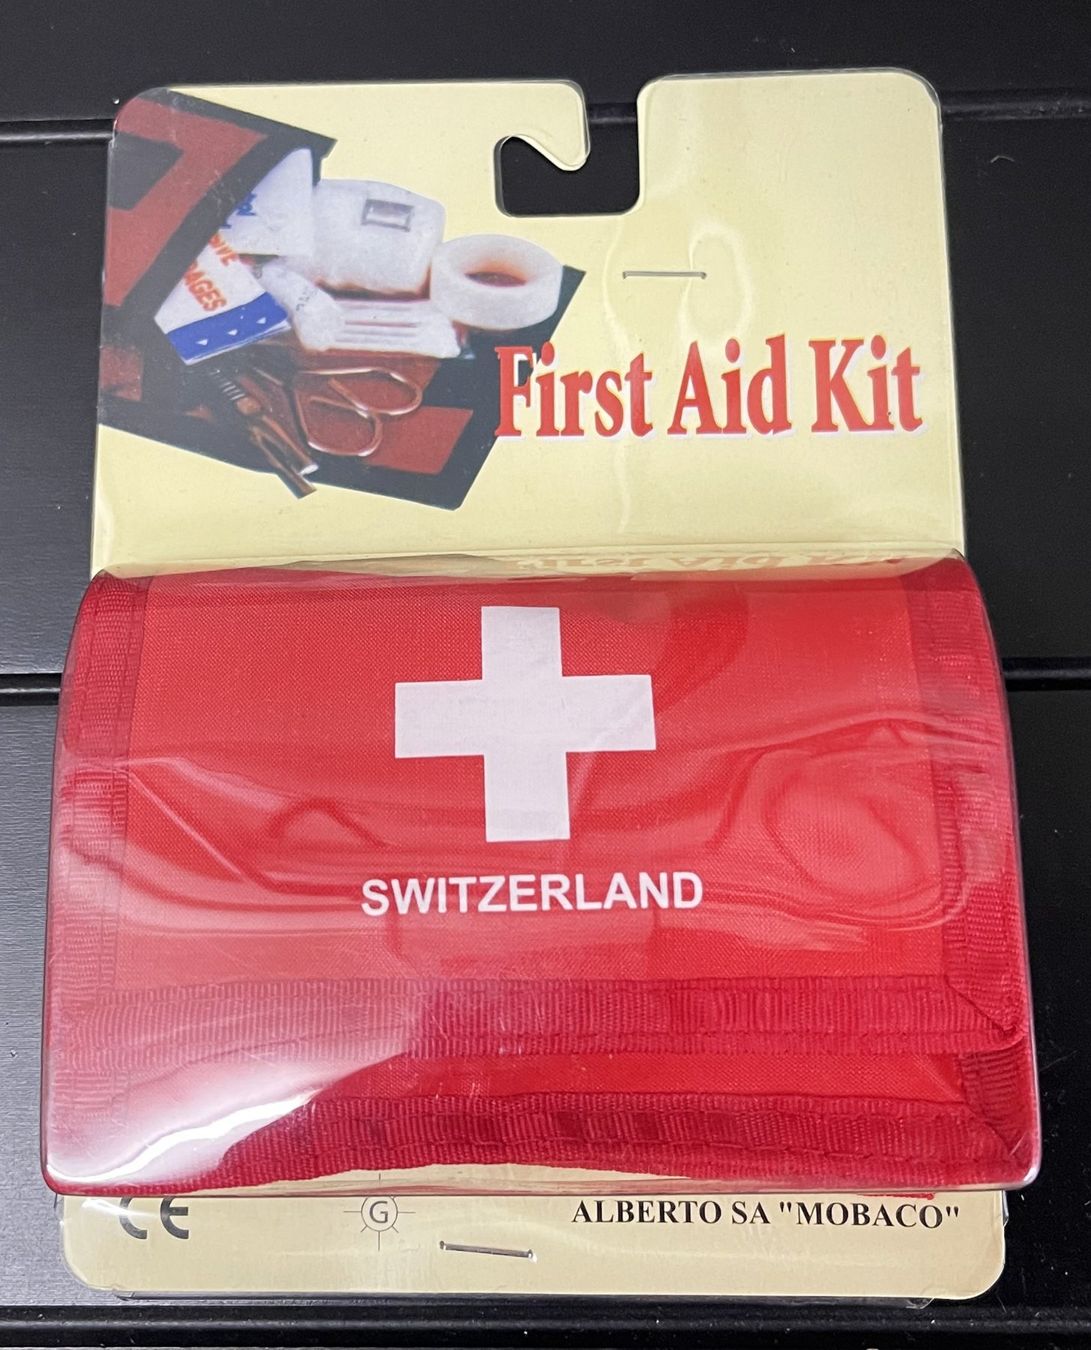 First Aid Kit
SWITZERLAND
CE
G
ALBERTO SA "MOBACO"